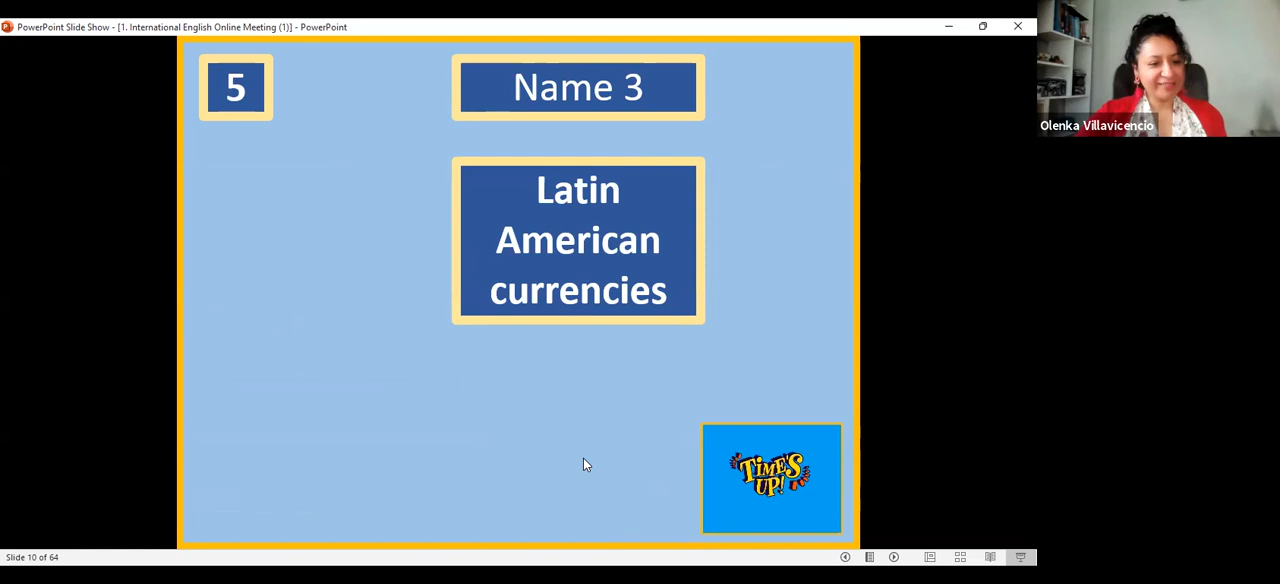 PowerPoint Slide Show - [1. International English Online Meeting (1)] - PowerPoint
5
Name 3
Latin
American
currencies
TIME'S
UP!
Olenka Villavicencio
Slide 10 of 64